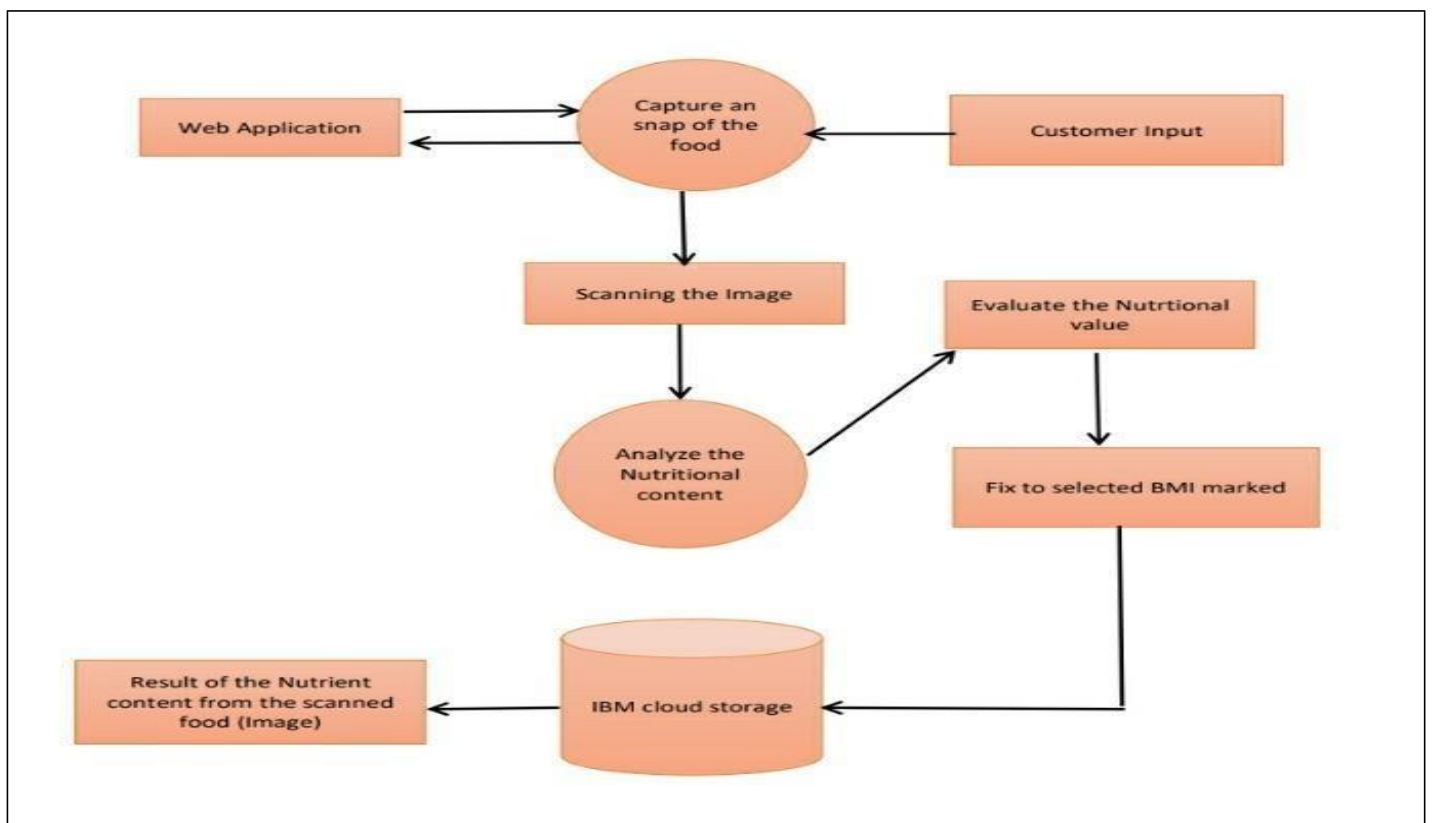 Web Application
Capture an
snap of the
food
Customer Input
Scanning the Image
Evaluate the Nutrtional
value
Analyze the
Nutritional
content
Fix to selected BMI marked
IBM cloud storage
Result of the Nutrient
content from the scanned
food (Image)